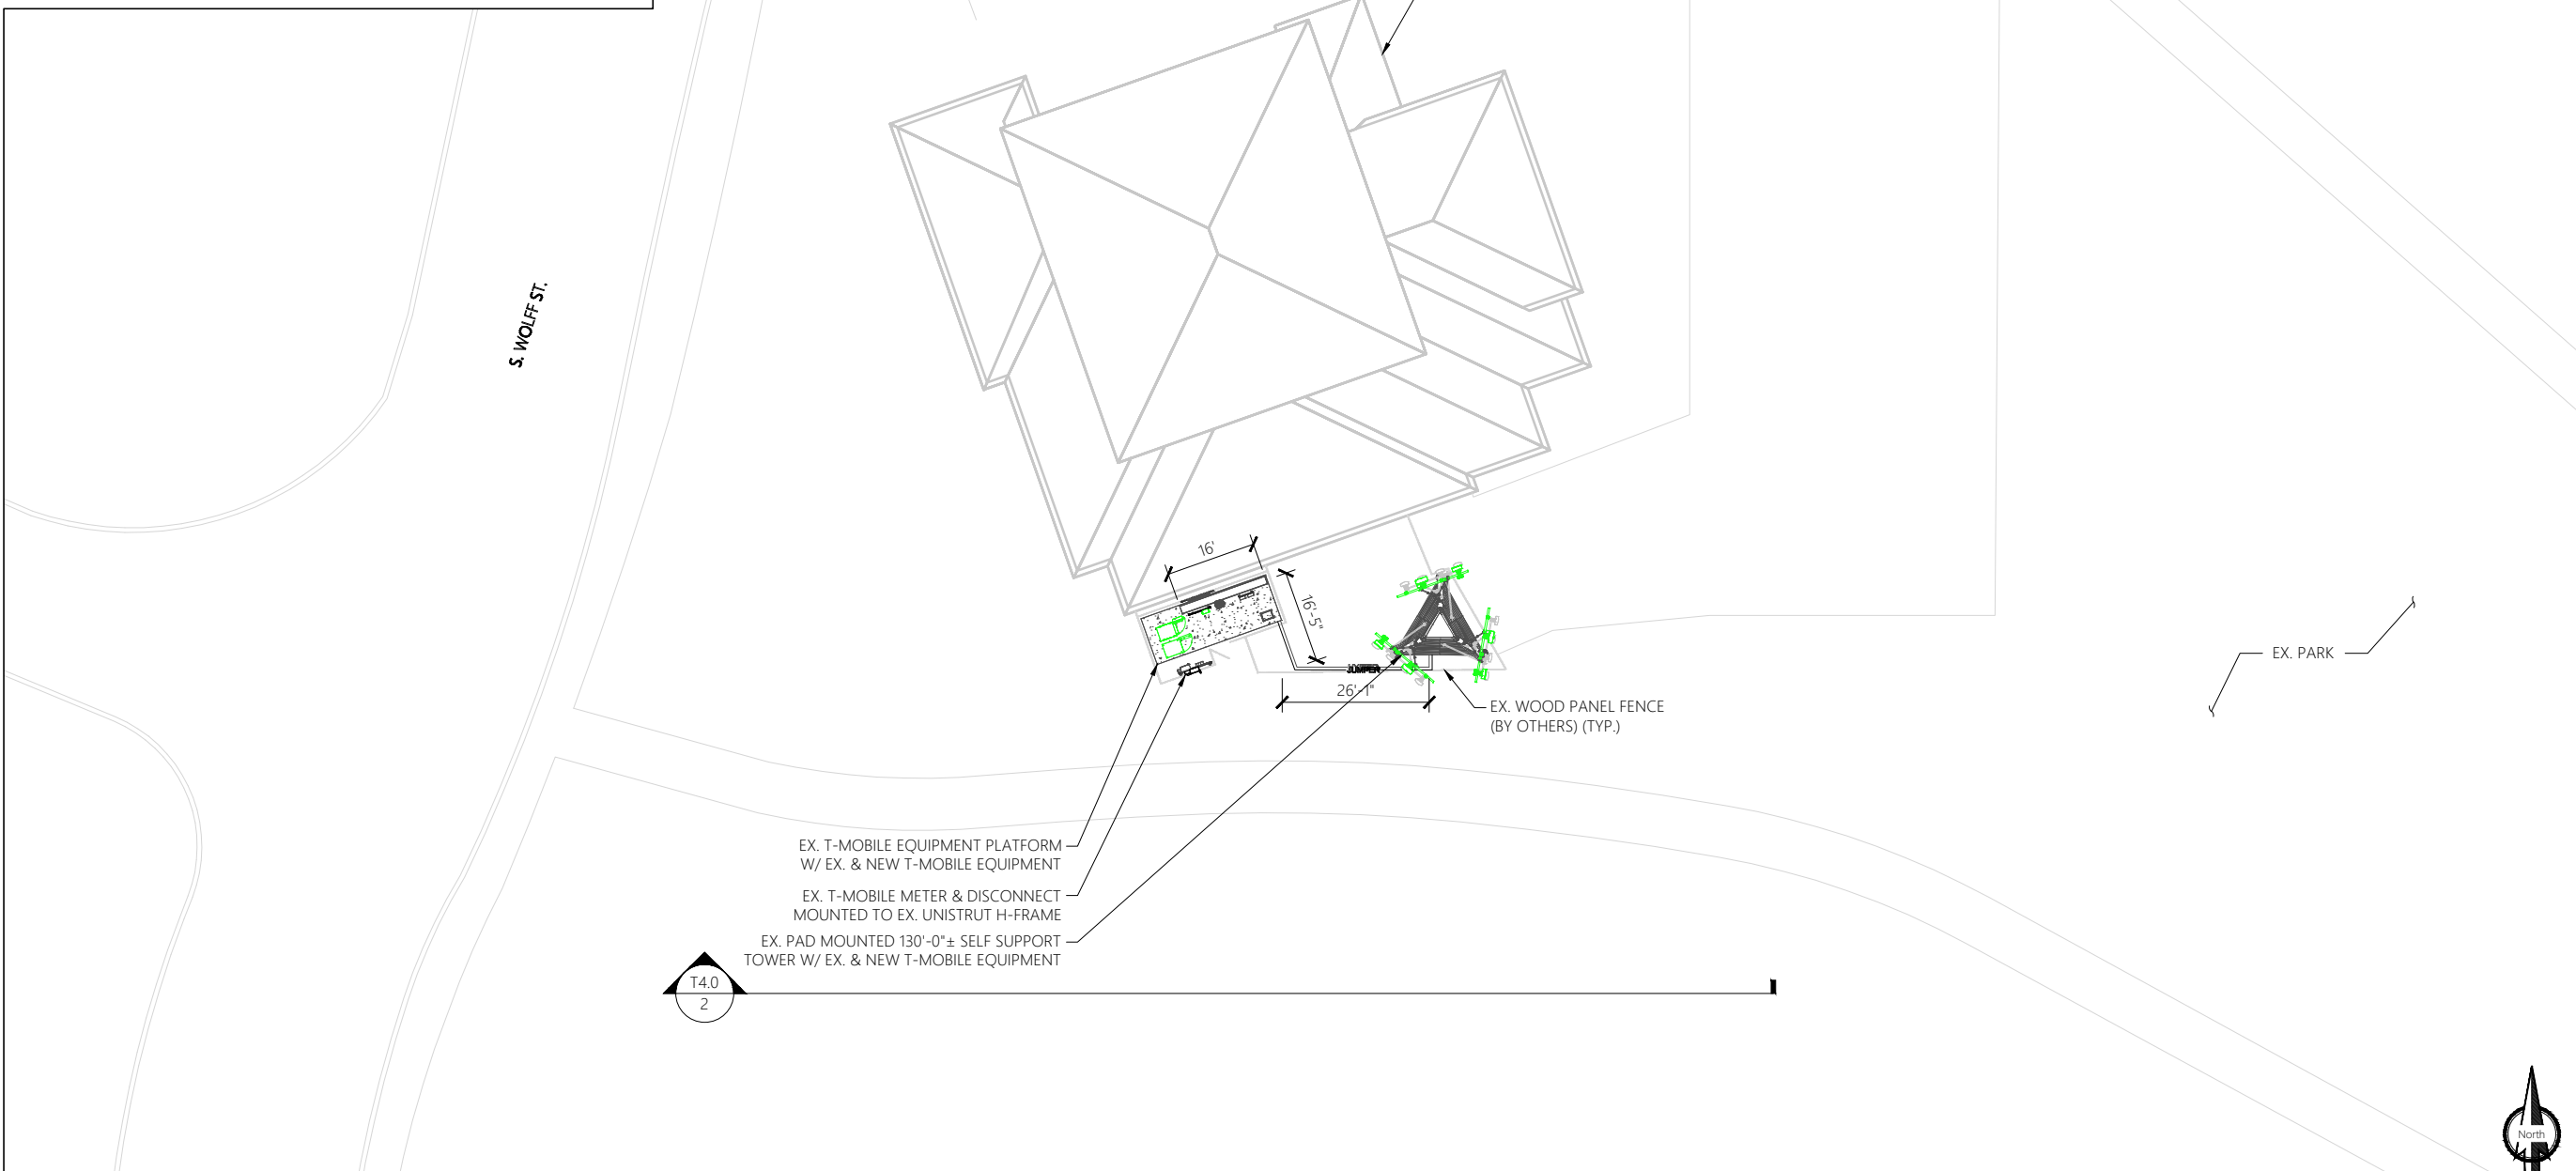 S. WOLFF ST.
16'
16'-5"
JUMPER
26'-1"
EX. WOOD PANEL FENCE
(BY OTHERS) (TYP.)
EX. PARK
EX. T-MOBILE EQUIPMENT PLATFORM
W/ EX. & NEW T-MOBILE EQUIPMENT
EX. T-MOBILE METER & DISCONNECT
MOUNTED TO EX. UNISTRUT H-FRAME
EX. PAD MOUNTED 130'-0"± SELF SUPPORT
TOWER W/ EX. & NEW T-MOBILE EQUIPMENT
T4.0
2
North